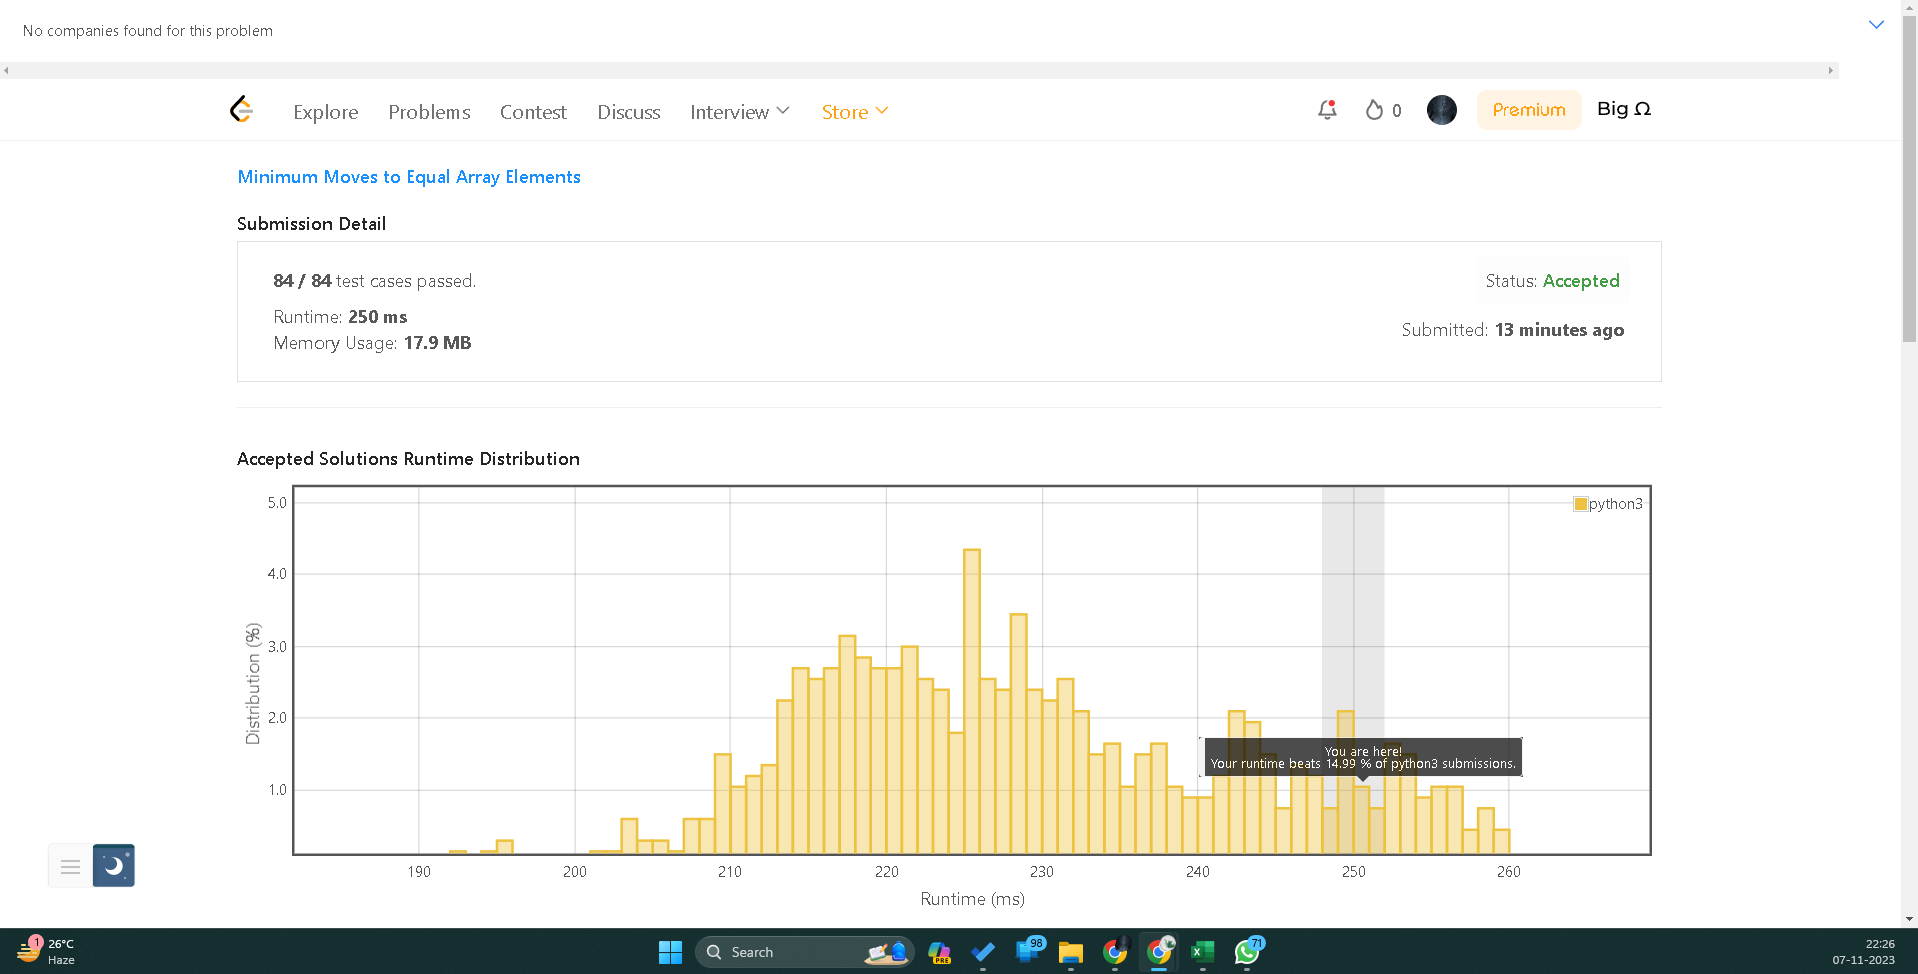 No companies found for this problem
Explore Problems Contest Discuss Interview Store 0 Premium Big Ω
Minimum Moves to Equal Array Elements
Submission Detail
84 / 84 test cases passed.
Status: Accepted
Runtime: 250 ms
Submitted: 13 minutes ago
Memory Usage: 17.9 MB
Accepted Solutions Runtime Distribution
python3
5.0
4.0
3.0
2.0
1.0
Distribution (%)
You are here!
Your runtime beats 14.99 % of python3 submissions.
190 200 210 220 230 240 250 260
Runtime (ms)
1
26°C
Haze
Search
PRE
98
71
22:26
07-11-2023